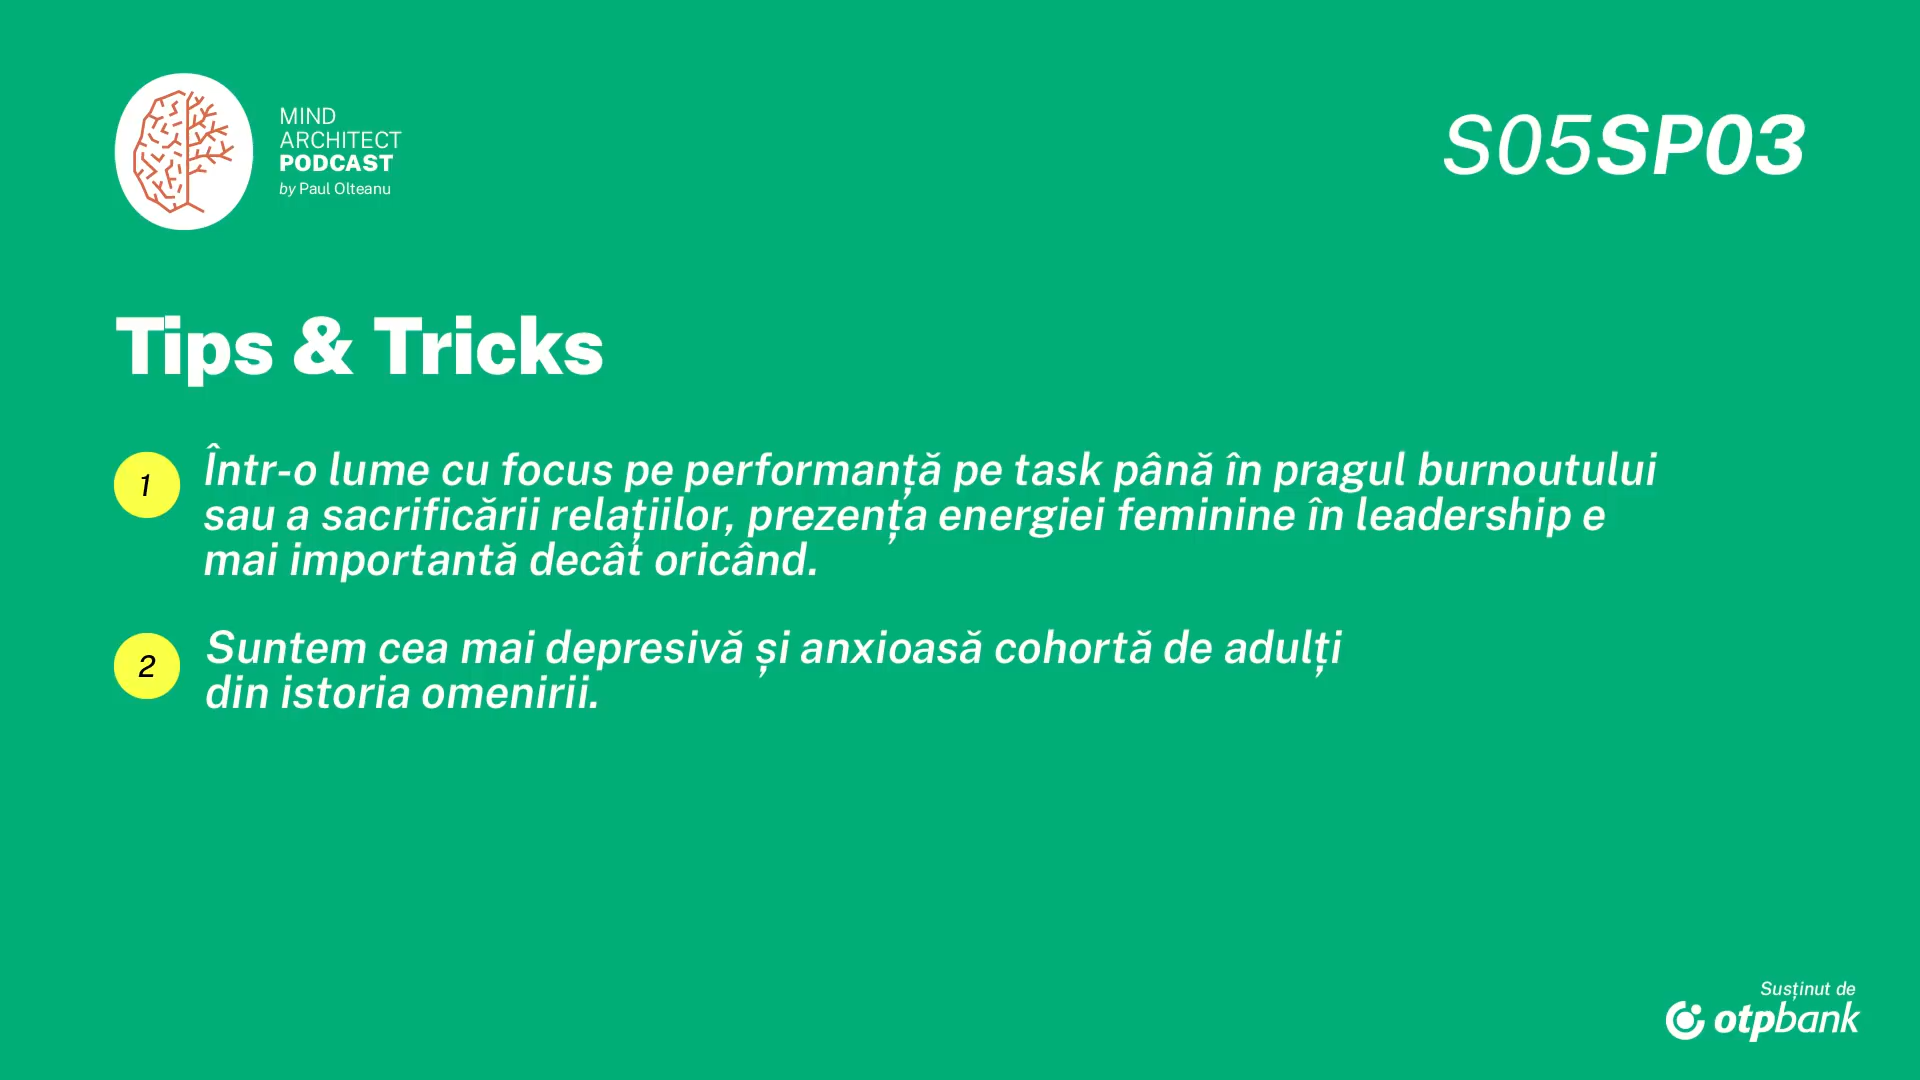 MIND
ARCHITECT
PODCAST
by Paul Olteanu
S05SP03
Tips & Tricks
1
Într-o lume cu focus pe performanță pe task până în pragul burnoutului
sau a sacrificării relațiilor, prezența energiei feminine în leadership e
mai importantă decât oricând.
2
Suntem cea mai depresivă și anxioasă cohortă de adulți
din istoria omenirii.
Susținut de
otpbank